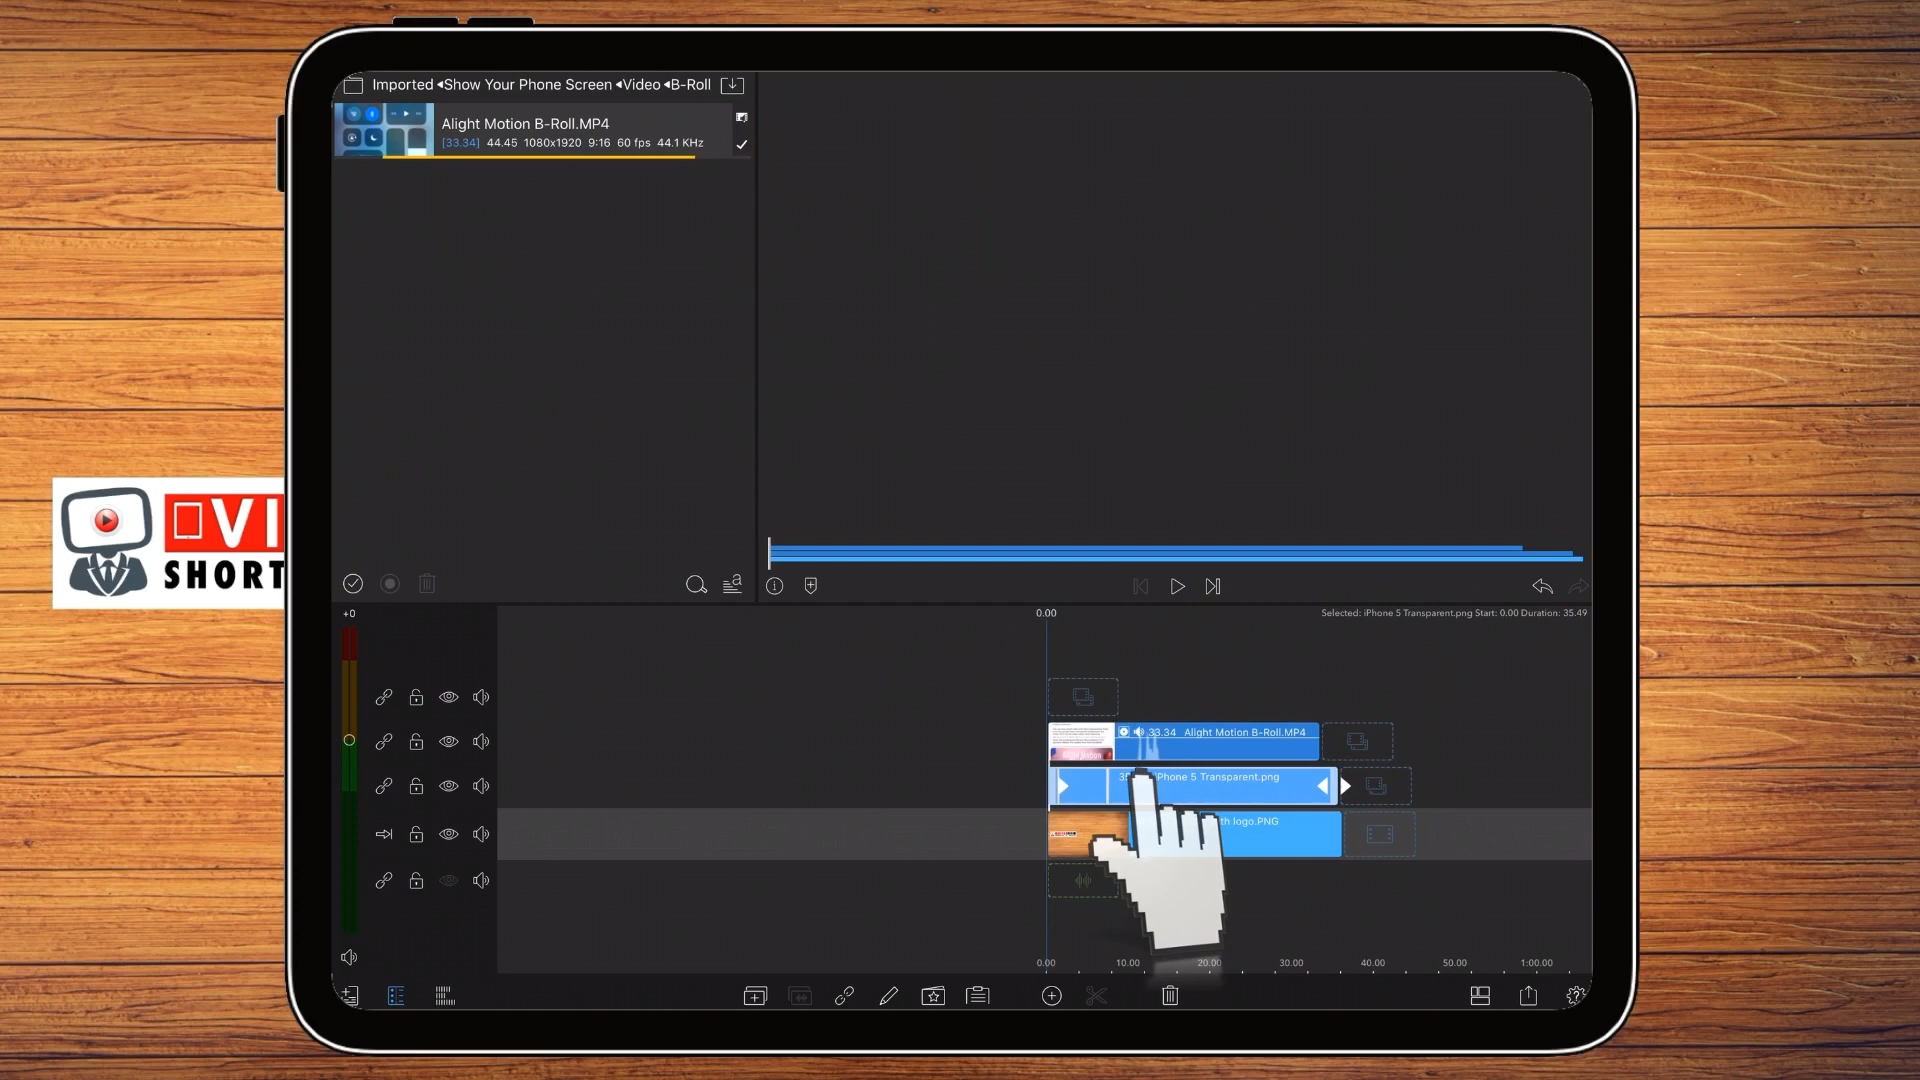 Imported ◂Show Your Phone Screen ◂Video ◂B-Roll
Alight Motion B-Roll.MP4
[33.34] 44.45 1080x1920 9:16 60 fps 44.1 KHz
VI
SHORT
+0
0.00
Selected: iPhone 5 Transparent.png Start: 0.00 Duration: 35.49
33.34 Alight Motion B-Roll.MP4
Phone 5 Transparent.png
th logo.PNG
0.00 10.00 20.00 30.00 40.00 50.00 1:00.00